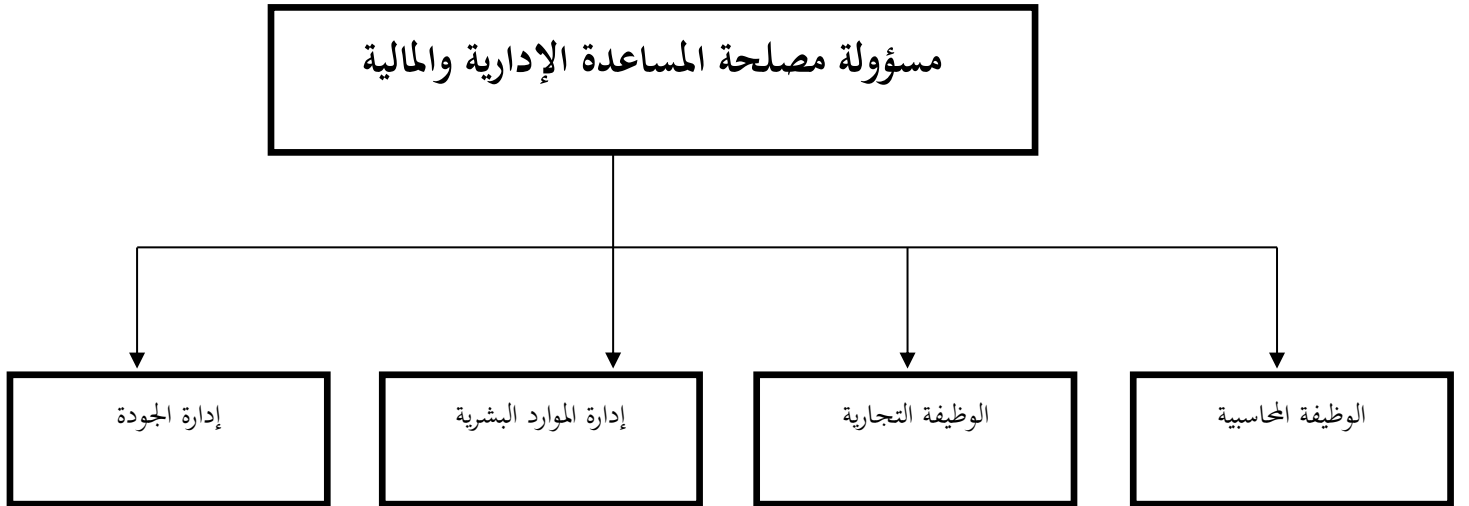 مسؤولة مصلحة المساعدة الإدارية والمالية
الوظيفة المحاسبية
الوظيفة التجارية
إدارة الموارد البشرية
إدارة الجودة